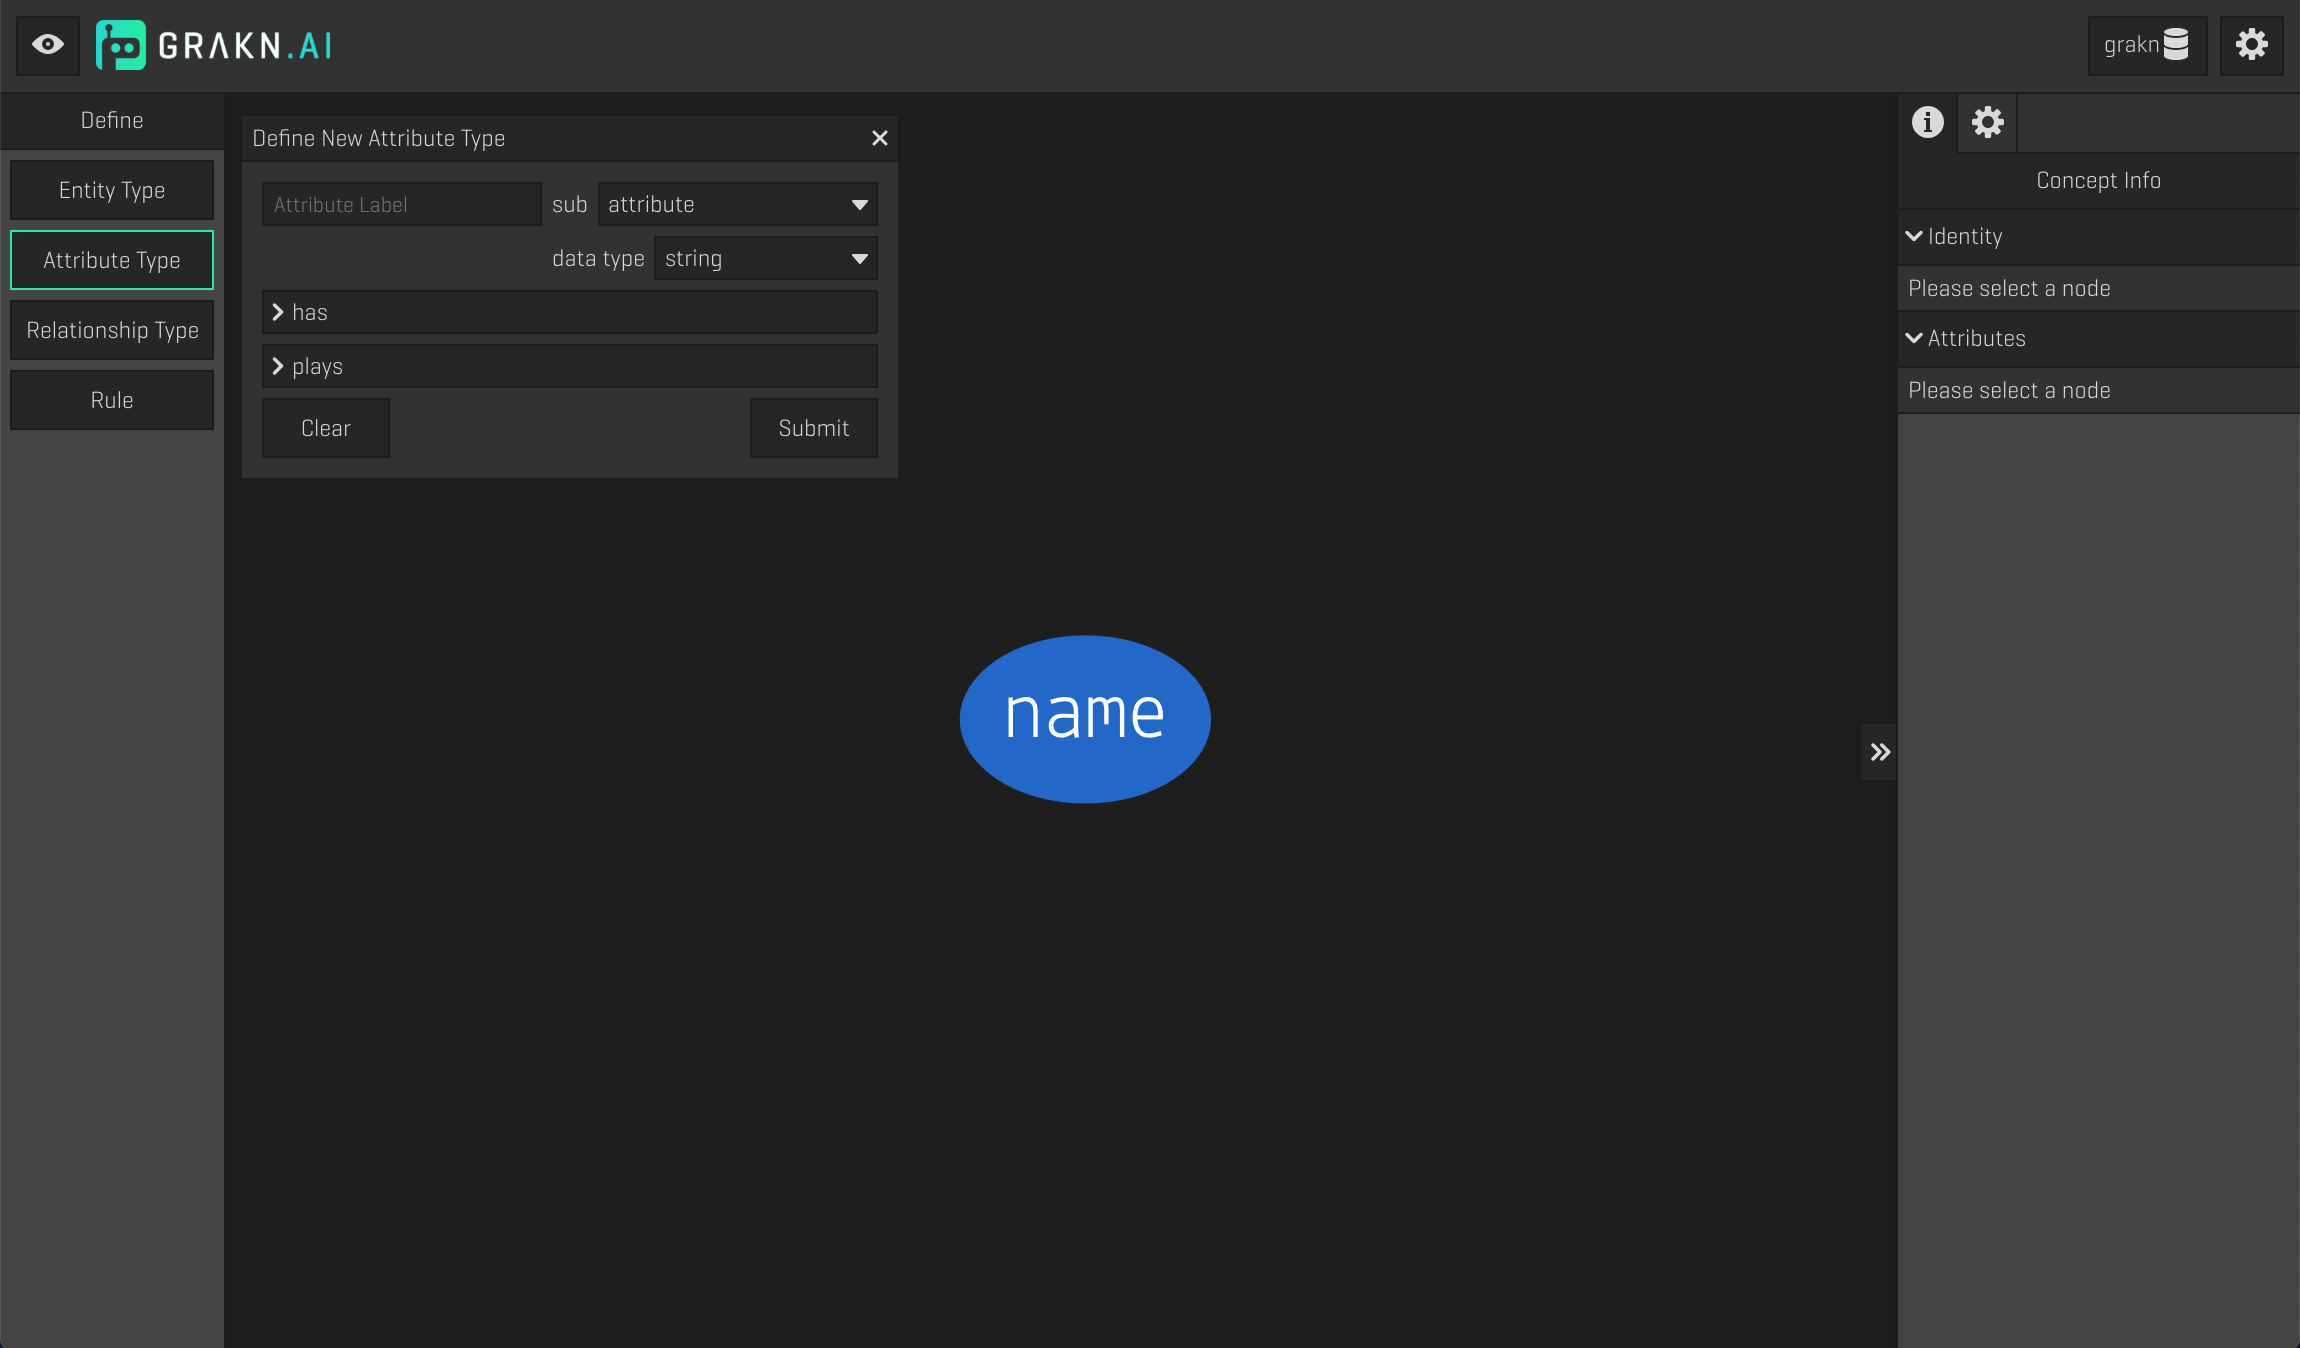 GRAKN.AI
grakn
Define
Entity Type
Attribute Type
Relationship Type
Rule
Define New Attribute Type
Attribute Label sub attribute
data type string
has
plays
Clear Submit
name
Concept Info
Identity
Please select a node
Attributes
Please select a node